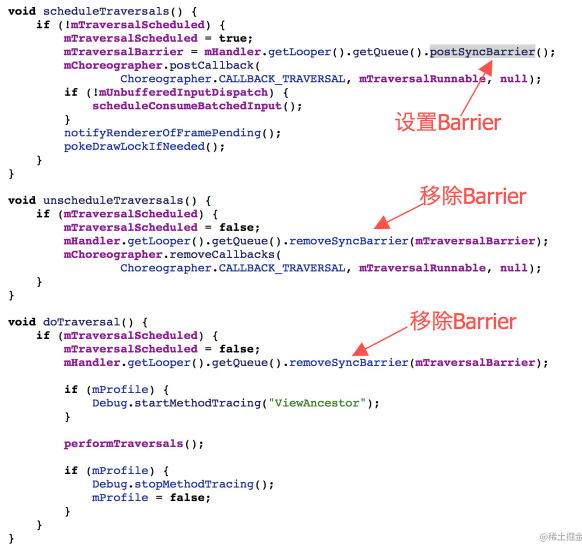 void scheduleTraversals() {
    if (!mTraversalScheduled) {
        mTraversalScheduled = true;
        mTraversalBarrier = mHandler.getLooper().getQueue().postSyncBarrier();
        mChoreographer.postCallback(
                Choreographer.CALLBACK_TRAVERSAL, mTraversalRunnable, null);
        if (!mUnbufferedInputDispatch) {
            scheduleConsumeBatchedInput();
        }
        notifyRendererOfFramePending();
        pokeDrawLockIfNeeded();
    }
}
设置Barrier
移除Barrier
void unscheduleTraversals() {
    if (mTraversalScheduled) {
        mTraversalScheduled = false;
        mHandler.getLooper().getQueue().removeSyncBarrier(mTraversalBarrier);
        mChoreographer.removeCallbacks(
                Choreographer.CALLBACK_TRAVERSAL, mTraversalRunnable, null);
    }
}
移除Barrier
void doTraversal() {
    if (mTraversalScheduled) {
        mTraversalScheduled = false;
        mHandler.getLooper().getQueue().removeSyncBarrier(mTraversalBarrier);
        if (mProfile) {
            Debug.startMethodTracing("ViewAncestor");
        }
        performTraversals();
        if (mProfile) {
            Debug.stopMethodTracing();
            mProfile = false;
        }
    }
}
@稀土掘金